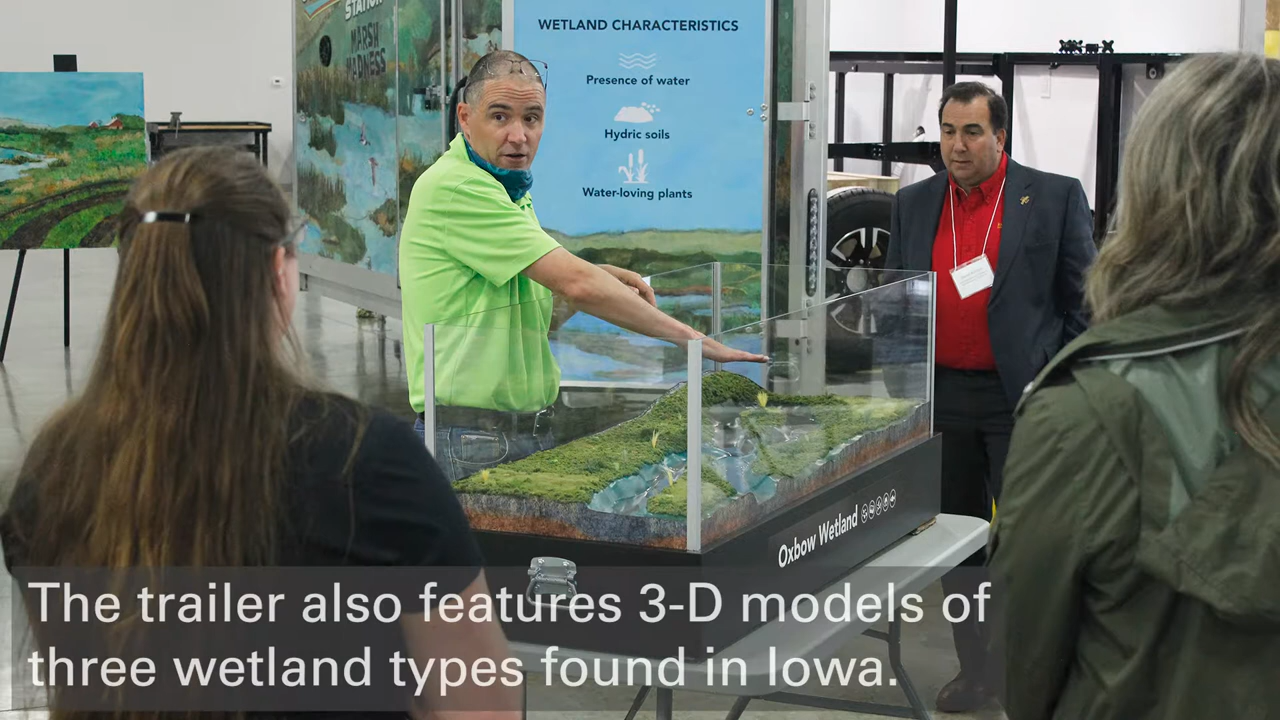 STATION
MARSH
MADNESS
WETLAND CHARACTERISTICS
Presence of water
Hydric soils
Water-loving plants
Oxbow Wetland
The trailer also features 3-D models of
three wetland types found in Iowa.